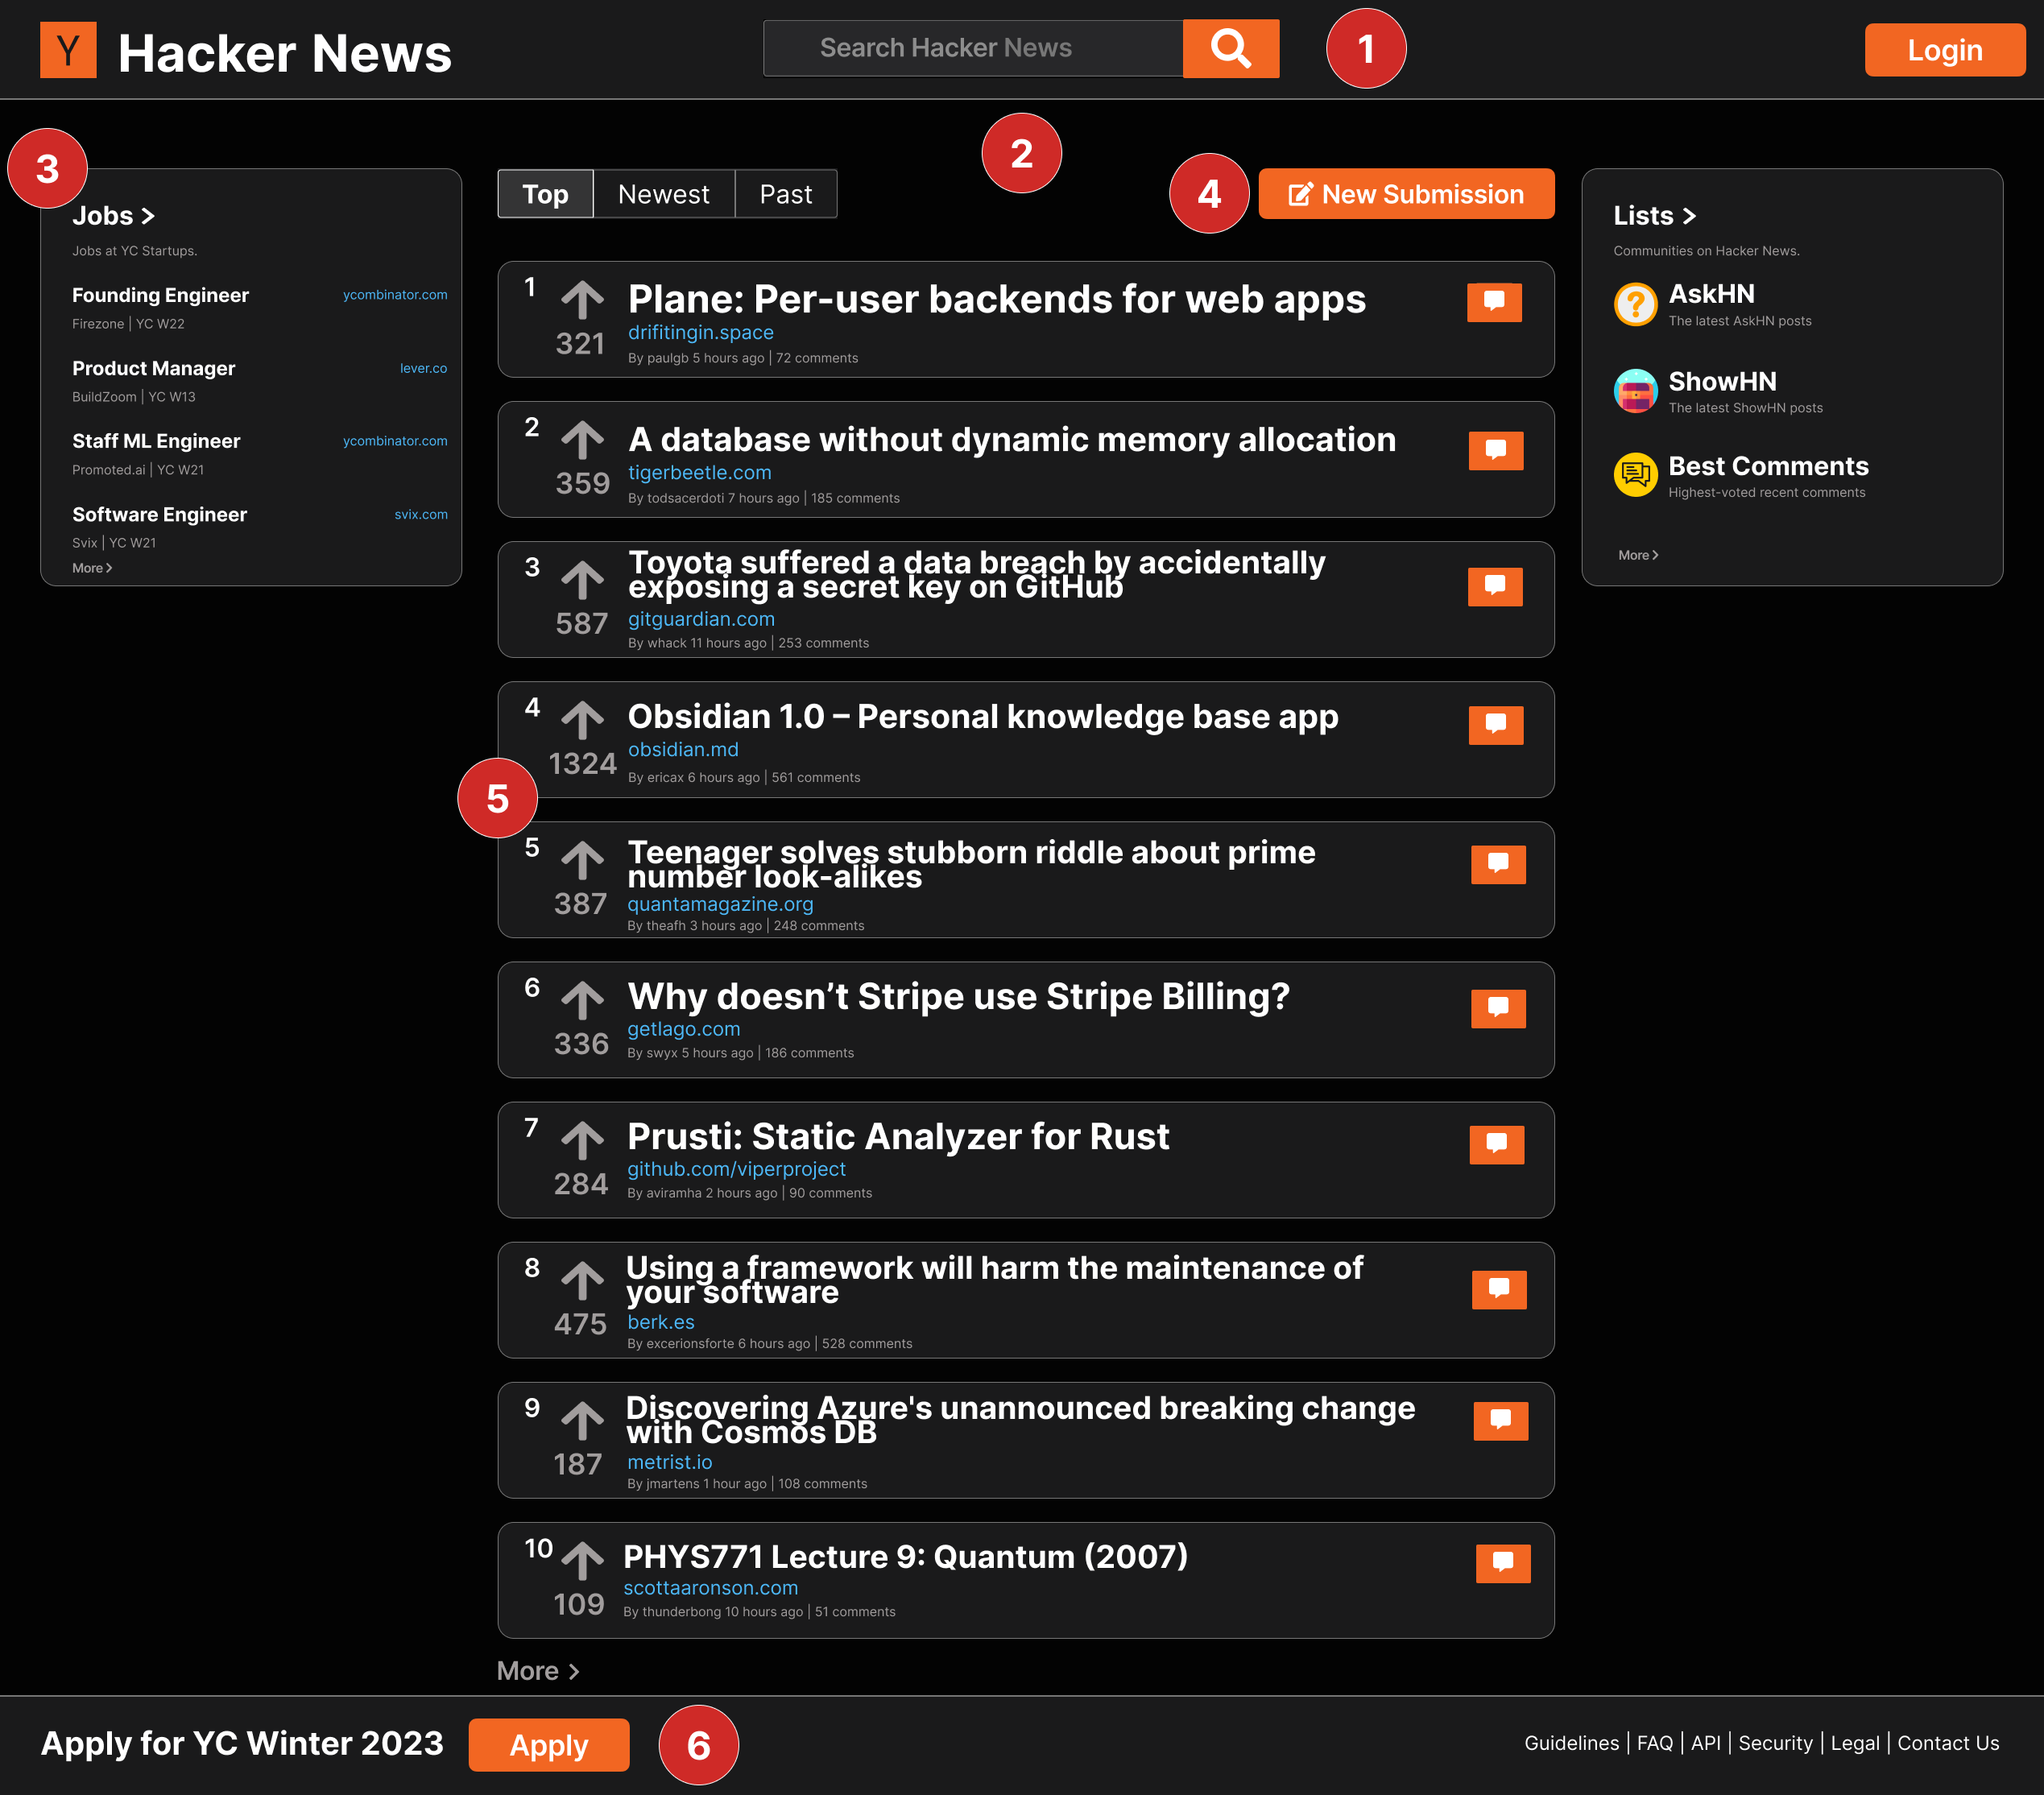 Y Hacker News
Search Hacker News
1
Login
2
3
Jobs >
Jobs at YC Startups.
Founding Engineer ycombinator.com
Firezone | YC W22
Product Manager lever.co
BuildZoom | YC W13
Staff ML Engineer ycombinator.com
Promoted.ai | YC W21
Software Engineer svix.com
Svix | YC W21
More >
Top Newest Past
4
New Submission
1
321
Plane: Per-user backends for web apps
drifitingin.space
By paulgb 5 hours ago | 72 comments
2
359
A database without dynamic memory allocation
tigerbeetle.com
By todsacerdoti 7 hours ago | 185 comments
3
587
Toyota suffered a data breach by accidentally
exposing a secret key on GitHub
gitguardian.com
By whack 11 hours ago | 253 comments
4
1324
Obsidian 1.0 – Personal knowledge base app
obsidian.md
By ericax 6 hours ago | 561 comments
5
5
387
Teenager solves stubborn riddle about prime
number look-alikes
quantamagazine.org
By theafh 3 hours ago | 248 comments
6
336
Why doesn’t Stripe use Stripe Billing?
getlago.com
By swyx 5 hours ago | 186 comments
7
284
Prusti: Static Analyzer for Rust
github.com/viperproject
By aviramha 2 hours ago | 90 comments
8
475
Using a framework will harm the maintenance of
your software
berk.es
By excerionsforte 6 hours ago | 528 comments
9
187
Discovering Azure's unannounced breaking change
with Cosmos DB
metrist.io
By jmartens 1 hour ago | 108 comments
10
109
PHYS771 Lecture 9: Quantum (2007)
scottaaronson.com
By thunderbong 10 hours ago | 51 comments
More >
Lists >
Communities on Hacker News.
AskHN
The latest AskHN posts
ShowHN
The latest ShowHN posts
Best Comments
Highest-voted recent comments
More >
Apply for YC Winter 2023
Apply
6
Guidelines | FAQ | API | Security | Legal | Contact Us